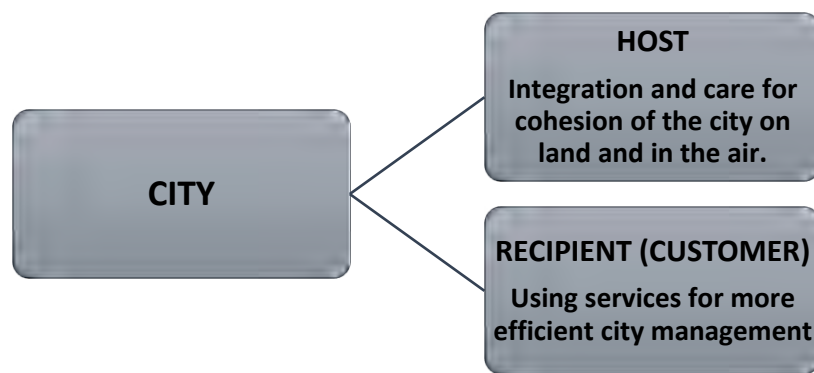 CITY
HOST
Integration and care for
cohesion of the city on
land and in the air.
RECIPIENT (CUSTOMER)
Using services for more
efficient city management